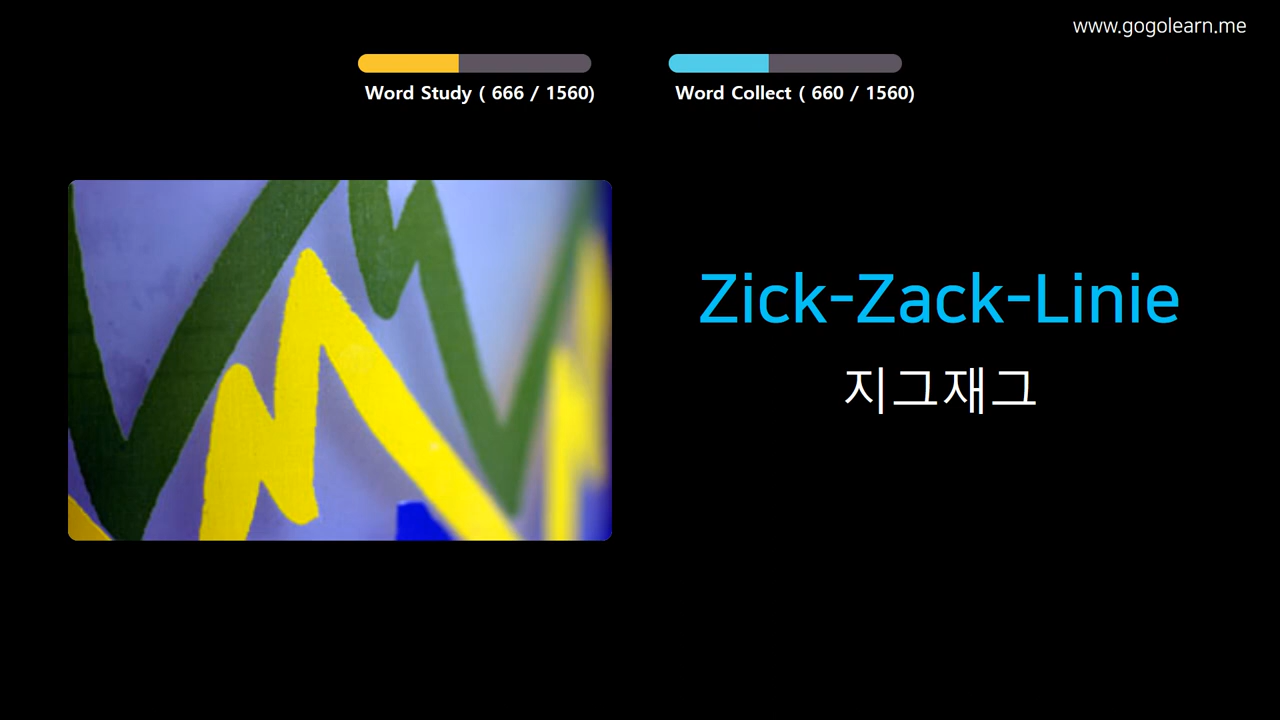 www.gogolearn.me
Word Study ( 666 / 1560)
Word Collect ( 660 / 1560)
Zick-Zack-Linie
지그재그